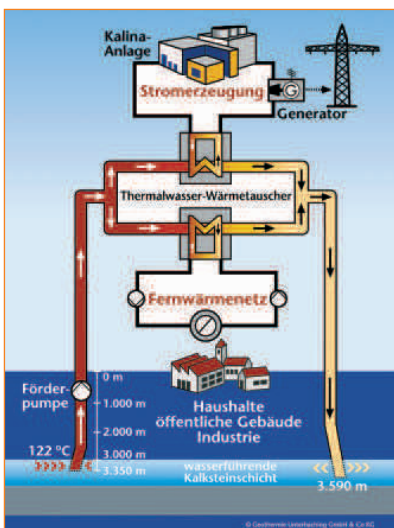 Kalina-
Anlage
Stromerzeugung
G
Generator
Thermalwasser-Wärmetauscher
Fernwärmenetz
0 m
Förder-
pumpe
1.000 m
2.000 m
3.000 m
3.350 m
122 °C
Haushalte
öffentliche Gebäude
Industrie
wasserführende
Kalksteinschicht
3.590 m
© Geothermie Unterhaching GmbH & Co KG